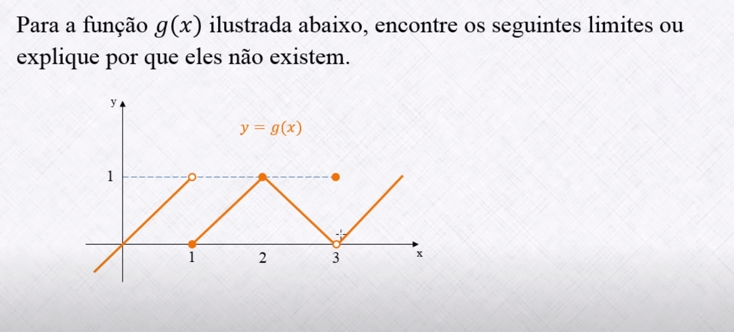 Para a função g(x) ilustrada abaixo, encontre os seguintes limites ou
explique por que eles não existem.
y
y = g(x)
1
1 2 3
x